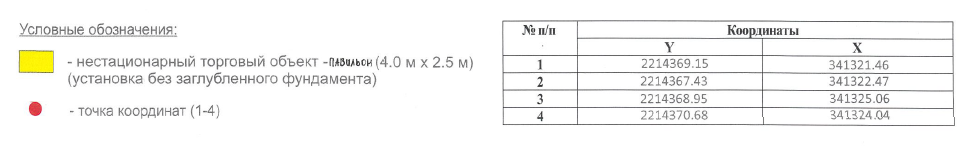 Условные обозначения:
- нестационарный торговый объект -ПАВИЛЬОН (4.0 м x 2.5 м)
(установка без заглубленного фундамента)
- точка координат (1-4)
№ п/п Координаты
Y X
1 2214369.15 341321.46
2 2214367.43 341322.47
3 2214368.95 341325.06
4 2214370.68 341324.04